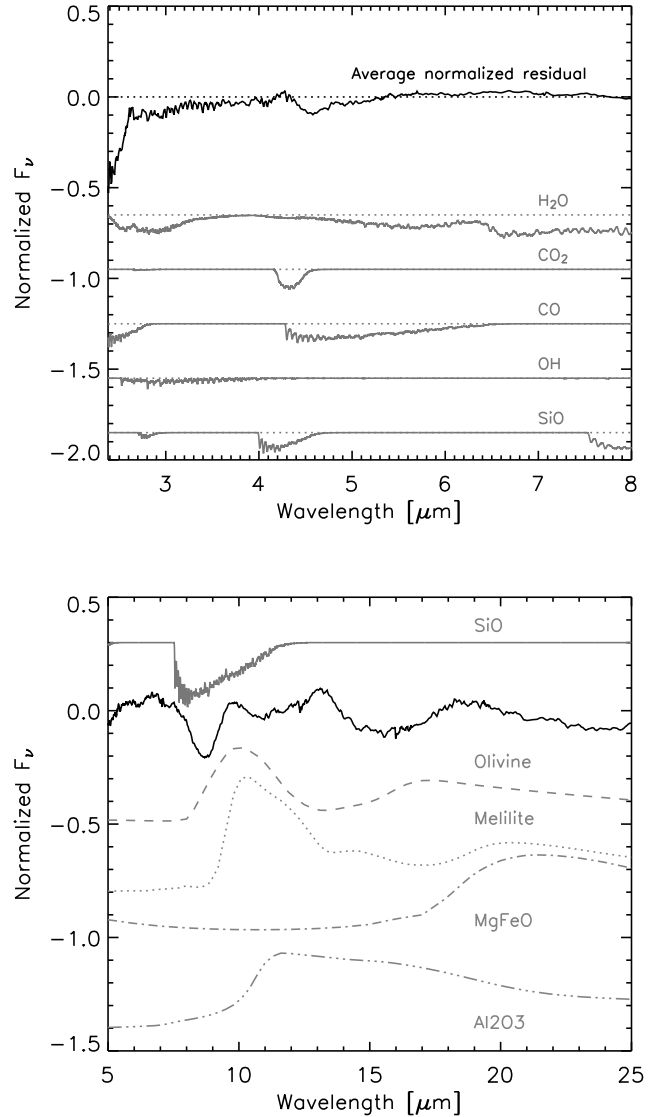 0.5
0.0
−0.5
−1.0
−1.5
−2.0
Normalized Fν
Average normalized residual
H₂O
CO₂
CO
OH
SiO
3 4 5 6 7 8
Wavelength [μm]
0.5
0.0
−0.5
−1.0
−1.5
Normalized Fν
SiO
Olivine
Melilite
MgFeO
Al2O3
5 10 15 20 25
Wavelength [μm]